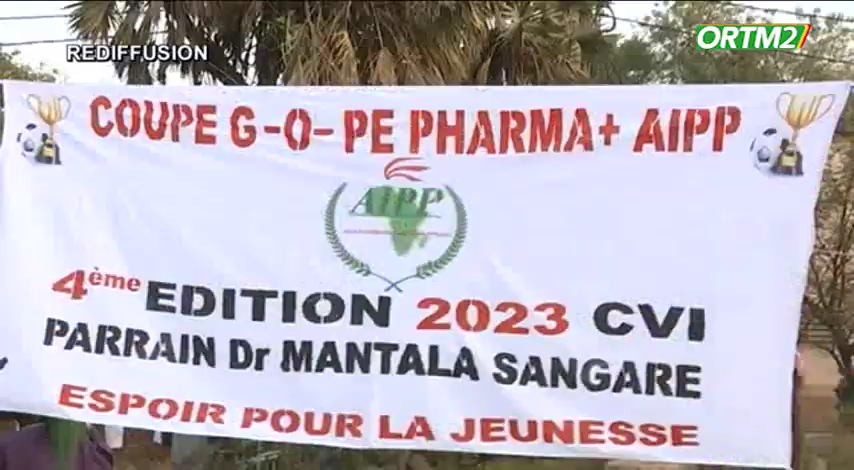 REDIFFUSION
ORTM2
COUPE G-O-PE PHARMA+ AIPP
AIPP
4ème EDITION 2023 CVI
PARRAIN Dr MANTALA SANGARE
ESPOIR POUR LA JEUNESSE